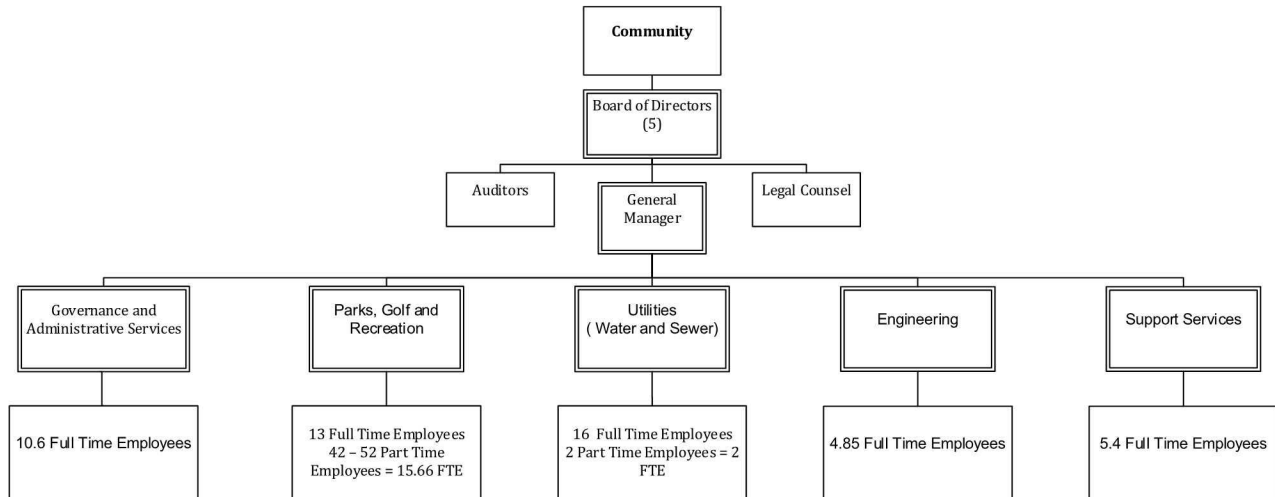 Community
Board of Directors
(5)
Auditors
General
Manager
Legal Counsel
Governance and
Administrative Services
Parks, Golf and
Recreation
Utilities
( Water and Sewer)
Engineering
Support Services
10.6 Full Time Employees
13 Full Time Employees
42 – 52 Part Time
Employees = 15.66 FTE
16 Full Time Employees
2 Part Time Employees = 2
FTE
4.85 Full Time Employees
5.4 Full Time Employees